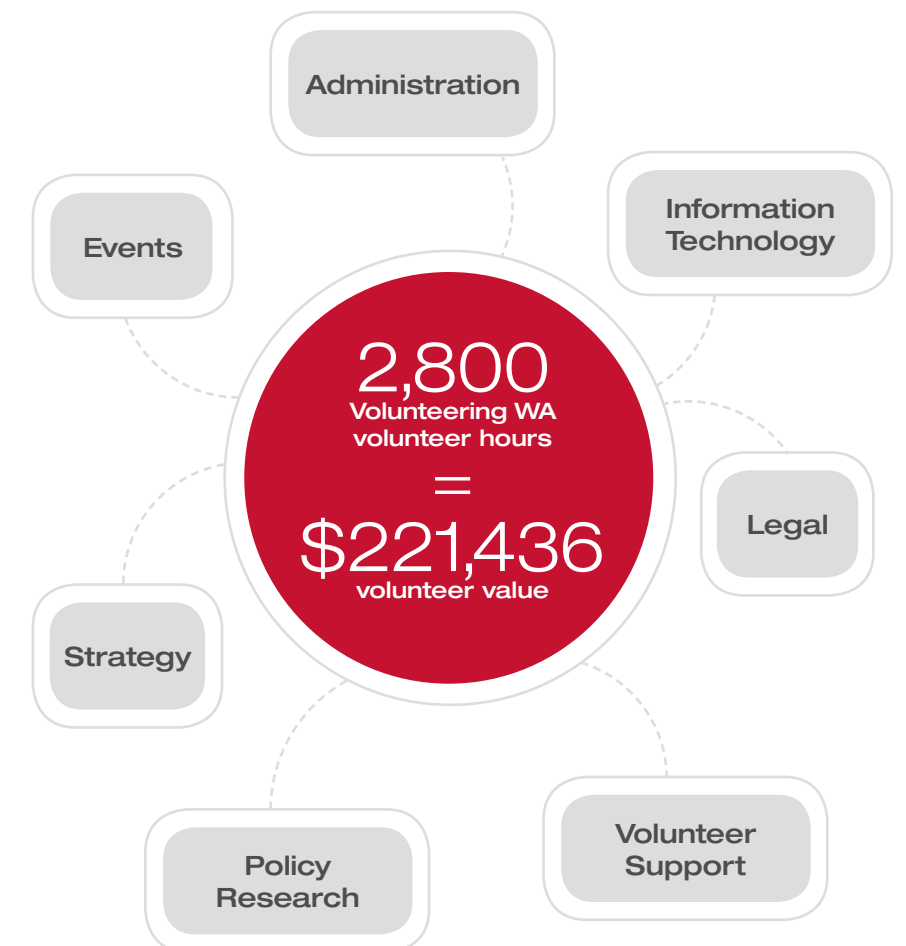 Administration
Information
Technology
Events
2,800
Volunteering WA
volunteer hours
=
$221,436
volunteer value
Legal
Strategy
Volunteer
Support
Policy
Research